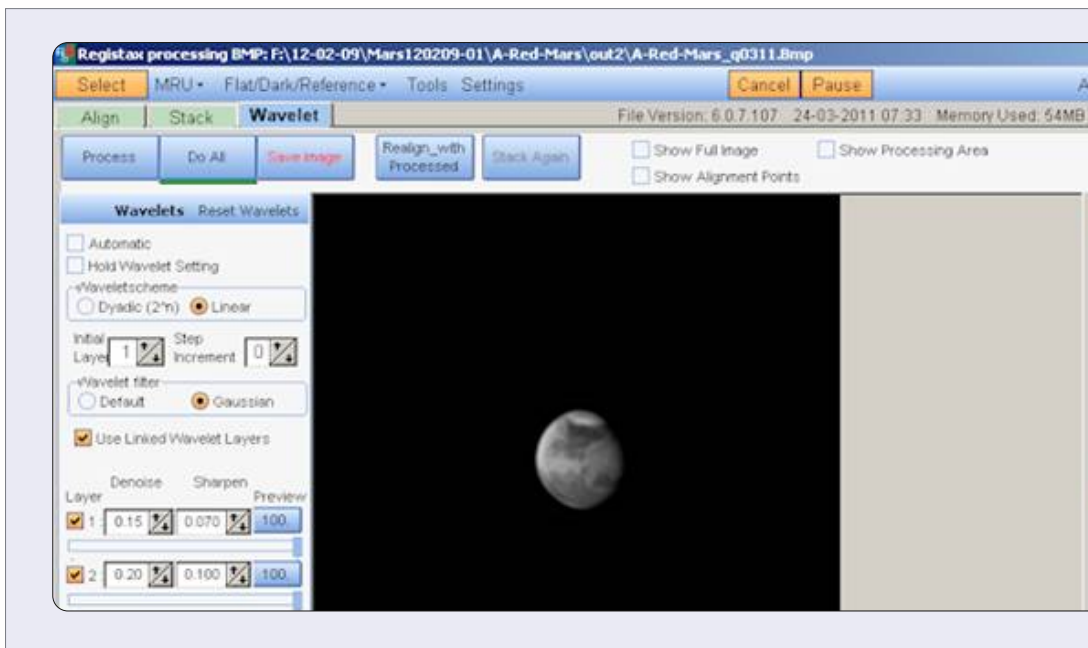 Registax processing BMP: F:\12-02-09\Mars120209-01\A-Red-Mars\out2\A-Red-Mars_q0311.Bmp
Select MRU Flat/Dark/Reference Tools Settings Cancel Pause A
Align Stack Wavelet File Version: 6.0.7.107 24-03-2011 07:33 Memory Used: 54MB
Process Do All Save Image Realign_with Processed Stack Again
Show Full Image Show Processing Area
Show Alignment Points
Wavelets Reset Wavelets
Automatic
Hold Wavelet Setting
Waveletscheme
Dyadic (2^n) Linear
Initial Layer 1 Step Increment 0
Wavelet filter
Default Gaussian
Use Linked Wavelet Layers
Layer Denoise Sharpen Preview
1 : 0.15 0.070 100.
2 : 0.20 0.100 100.